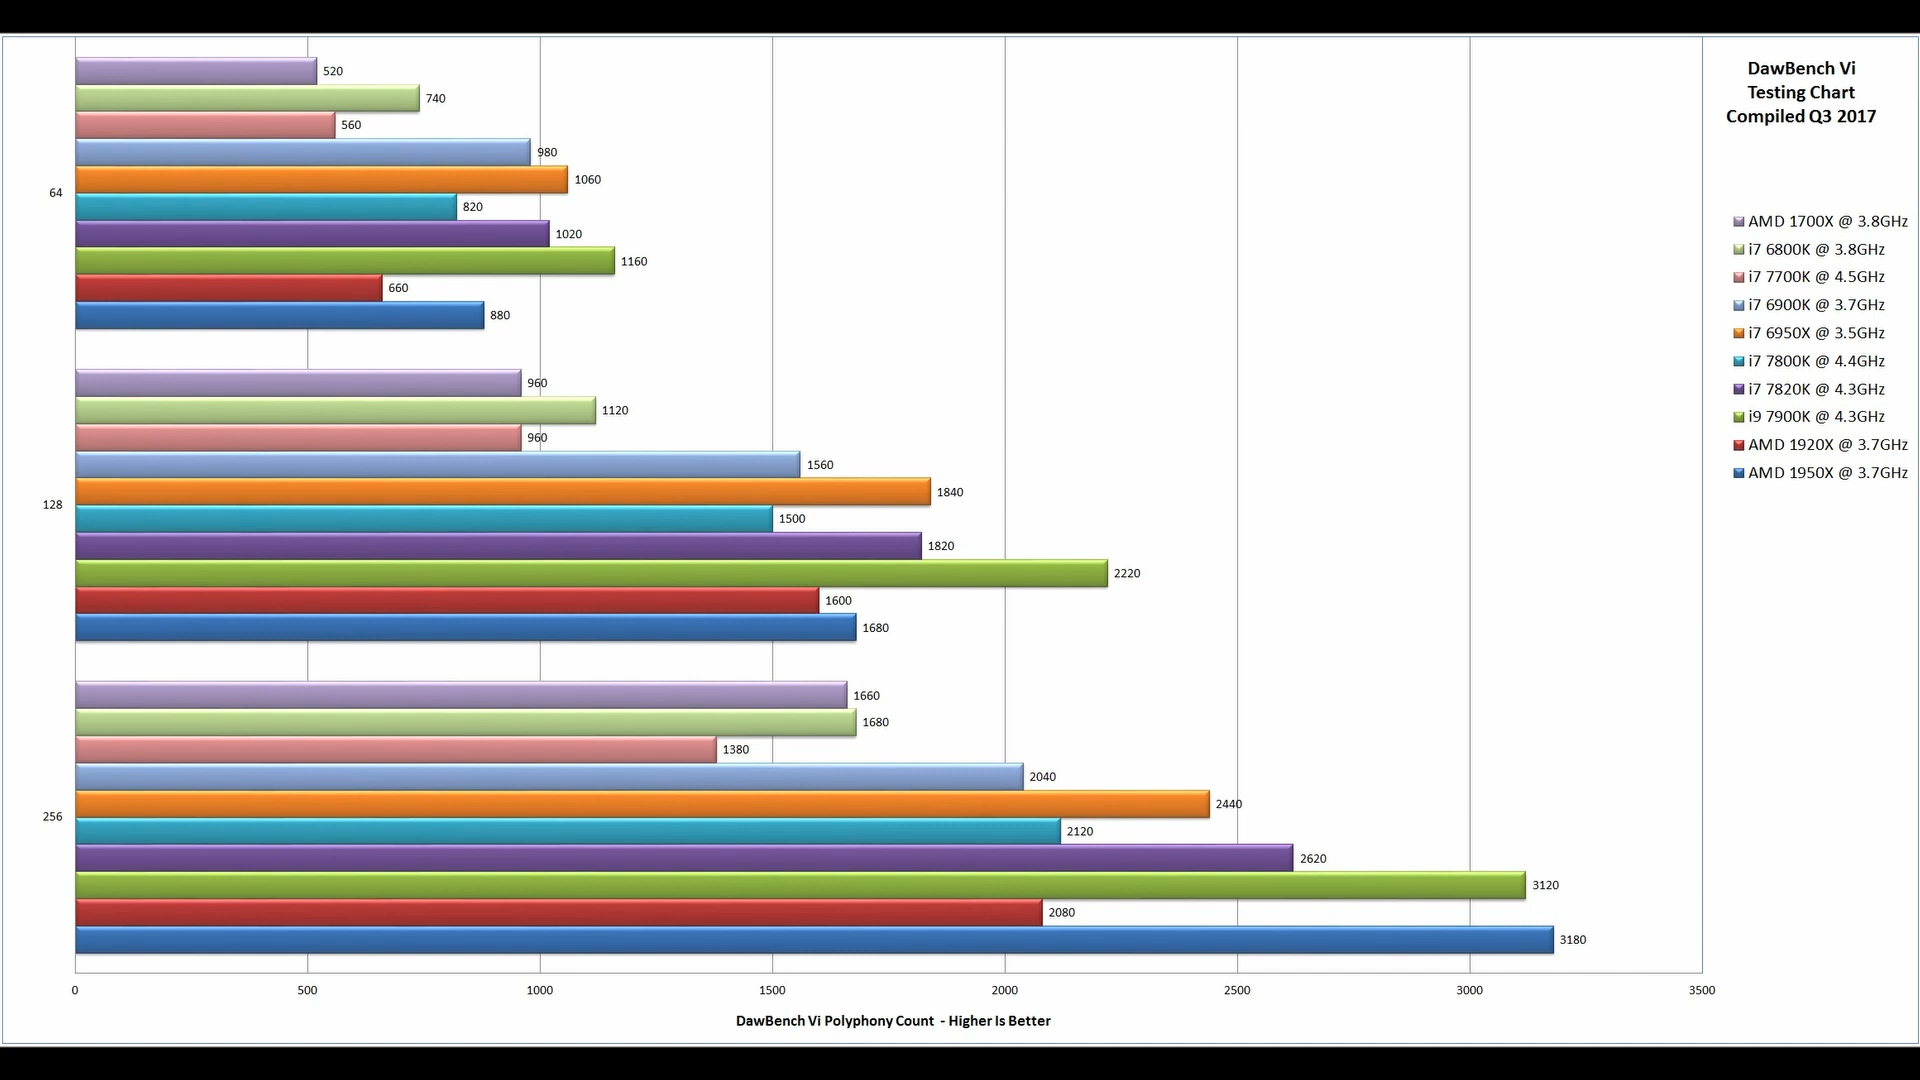 DawBench Vi
Testing Chart
Compiled Q3 2017
64
520
740
560
980
1060
820
1020
1160
660
880
128
960
1120
960
1560
1840
1500
1820
2220
1600
1680
256
1660
1680
1380
2040
2440
2120
2620
3120
2080
3180
0 500 1000 1500 2000 2500 3000 3500
DawBench Vi Polyphony Count - Higher Is Better
AMD 1700X @ 3.8GHz
i7 6800K @ 3.8GHz
i7 7700K @ 4.5GHz
i7 6900K @ 3.7GHz
i7 6950X @ 3.5GHz
i7 7800K @ 4.4GHz
i7 7820K @ 4.3GHz
i9 7900K @ 4.3GHz
AMD 1920X @ 3.7GHz
AMD 1950X @ 3.7GHz